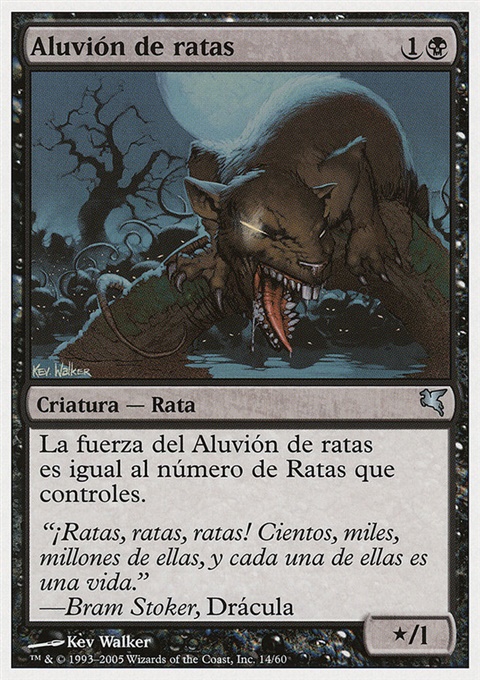 Aluvión de ratas
1
KEV WALKER
Criatura — Rata
La fuerza del Aluvión de ratas
es igual al número de Ratas que
controles.
“¡Ratas, ratas, ratas! Cientos, miles,
millones de ellas, y cada una de ellas es
una vida.”
—Bram Stoker, Drácula
Kev Walker
★/1
™ & © 1993–2005 Wizards of the Coast, Inc. 14/60